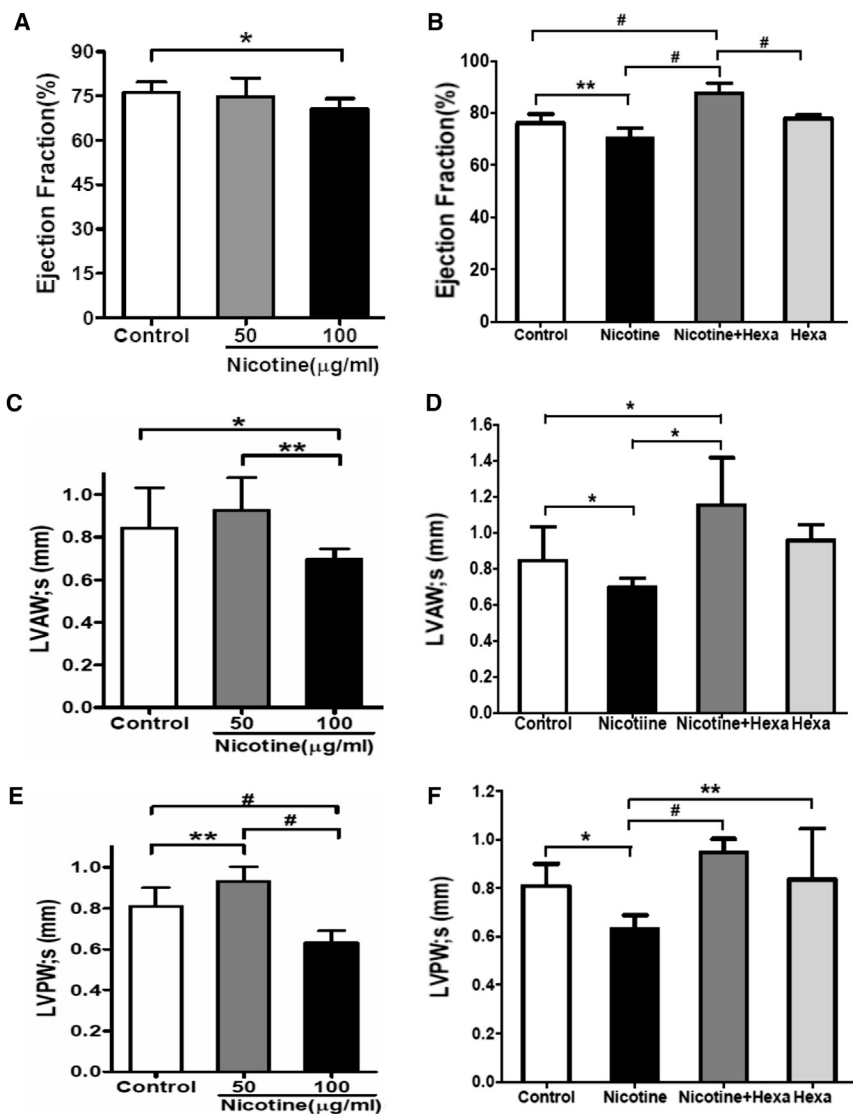 A
*
Ejection Fraction(%)
90
75
60
45
30
15
0
Control
50
100
Nicotine(μg/ml)
B
#
#
#
**
Ejection Fraction(%)
100
80
60
40
20
0
Control
Nicotine
Nicotine+Hexa
Hexa
C
*
**
LVAW;s (mm)
1.0
0.8
0.6
0.4
0.2
0.0
Control
50
100
Nicotine(μg/ml)
D
*
*
*
LVAW;s (mm)
1.6
1.4
1.2
1.0
0.8
0.6
0.4
0.2
0.0
Control
Nicotiine
Nicotine+Hexa
Hexa
E
#
**
#
LVPW;s (mm)
1.0
0.8
0.6
0.4
0.2
0.0
Control
50
100
Nicotine(μg/ml)
F
**
#
*
LVPW;s (mm)
1.2
1.0
0.8
0.6
0.4
0.2
0.0
Control
Nicotine
Nicotine+Hexa
Hexa